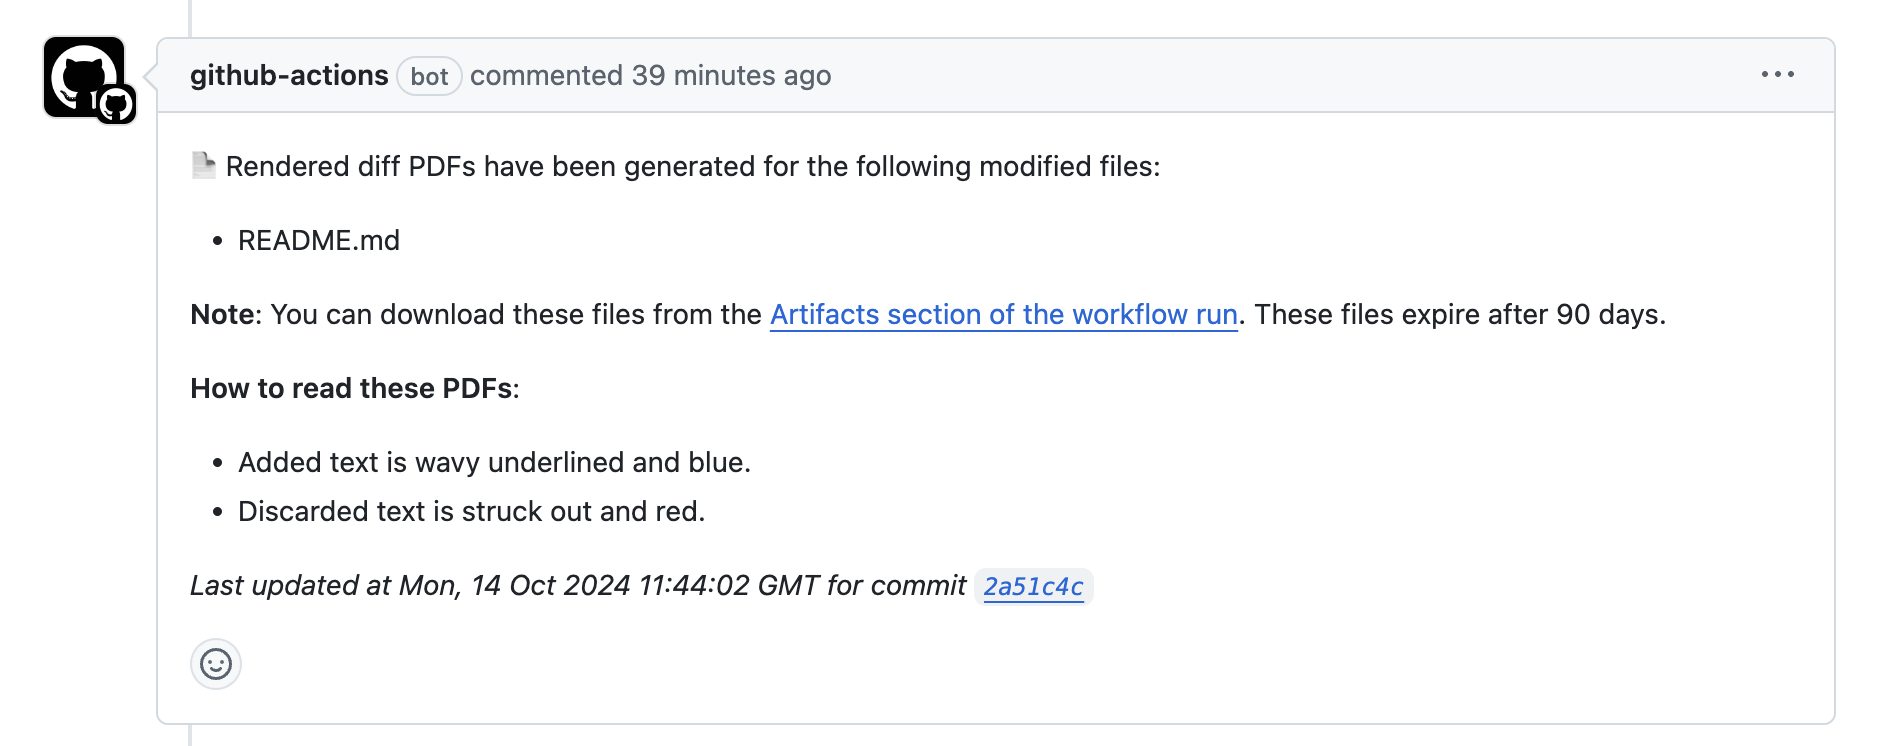 github-actions bot commented 39 minutes ago
Rendered diff PDFs have been generated for the following modified files:
• README.md
Note: You can download these files from the Artifacts section of the workflow run. These files expire after 90 days.
How to read these PDFs:
• Added text is wavy underlined and blue.
• Discarded text is struck out and red.
Last updated at Mon, 14 Oct 2024 11:44:02 GMT for commit 2a51c4c